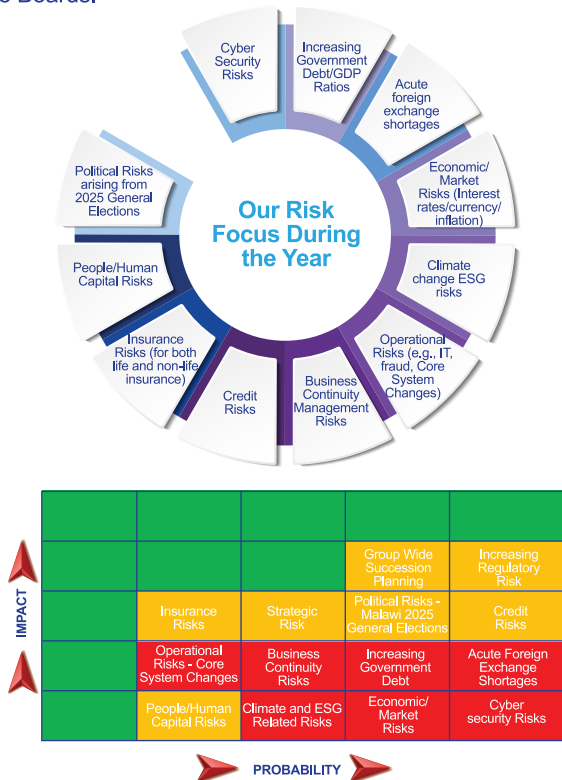 Cyber
Security
Risks
Increasing
Government
Debt/GDP
Ratios
Acute
foreign
exchange
shortages
Economic/
Market
Risks (Interest
rates/currency/
inflation)
Climate
change ESG
risks
Operational
Risks (e.g., IT,
fraud, Core
System
Changes)
Business
Continuity
Management
Risks
Credit
Risks
Insurance
Risks (for both
life and non-life
insurance)
People/Human
Capital Risks
Political Risks
arising from
2025 General
Elections
Our Risk
Focus During
the Year
IMPACT
Group Wide
Succession
Planning
Increasing
Regulatory
Risk
Insurance
Risks
Strategic
Risk
Political Risks -
Malawi 2025
General Elections
Credit
Risks
Operational
Risks - Core
System Changes
Business
Continuity
Risks
Increasing
Government
Debt
Acute Foreign
Exchange
Shortages
People/Human
Capital Risks
Climate and ESG
Related Risks
Economic/
Market
Risks
Cyber
security Risks
PROBABILITY